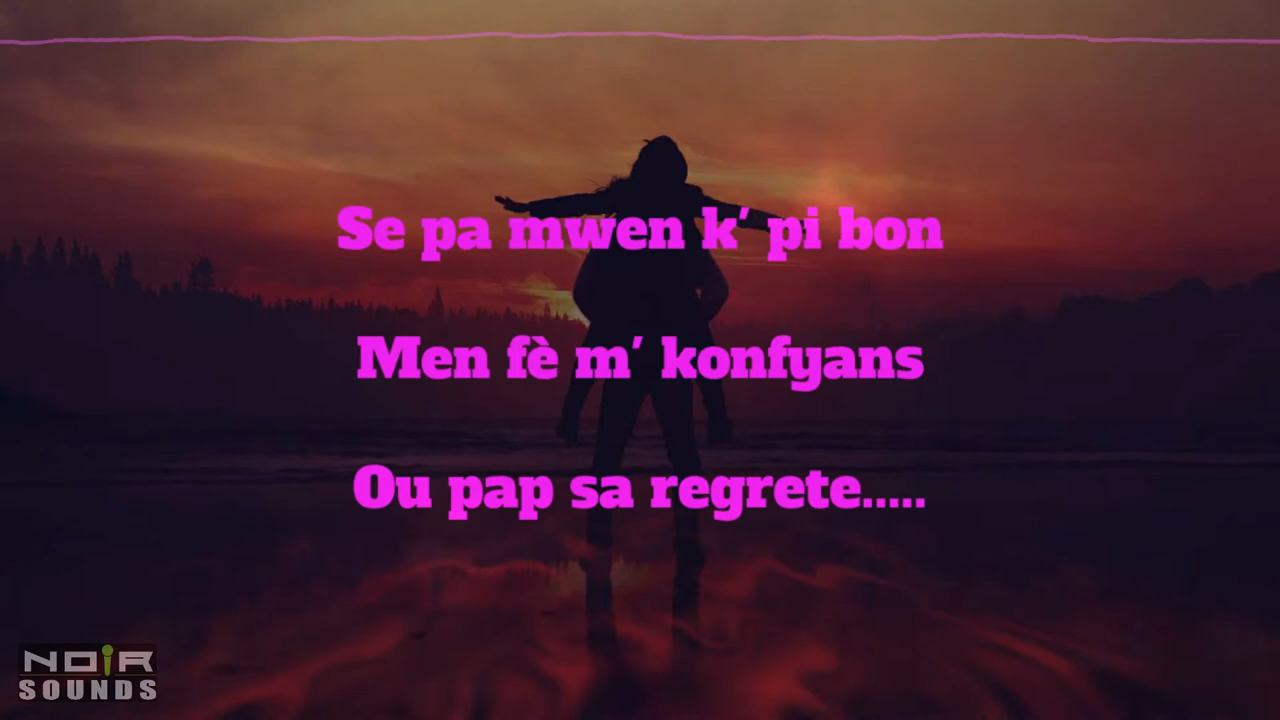 Se pa mwen k' pi bon
Men fè m' konfyans
Ou pap sa regrete.....
NOiR
SOUNDS